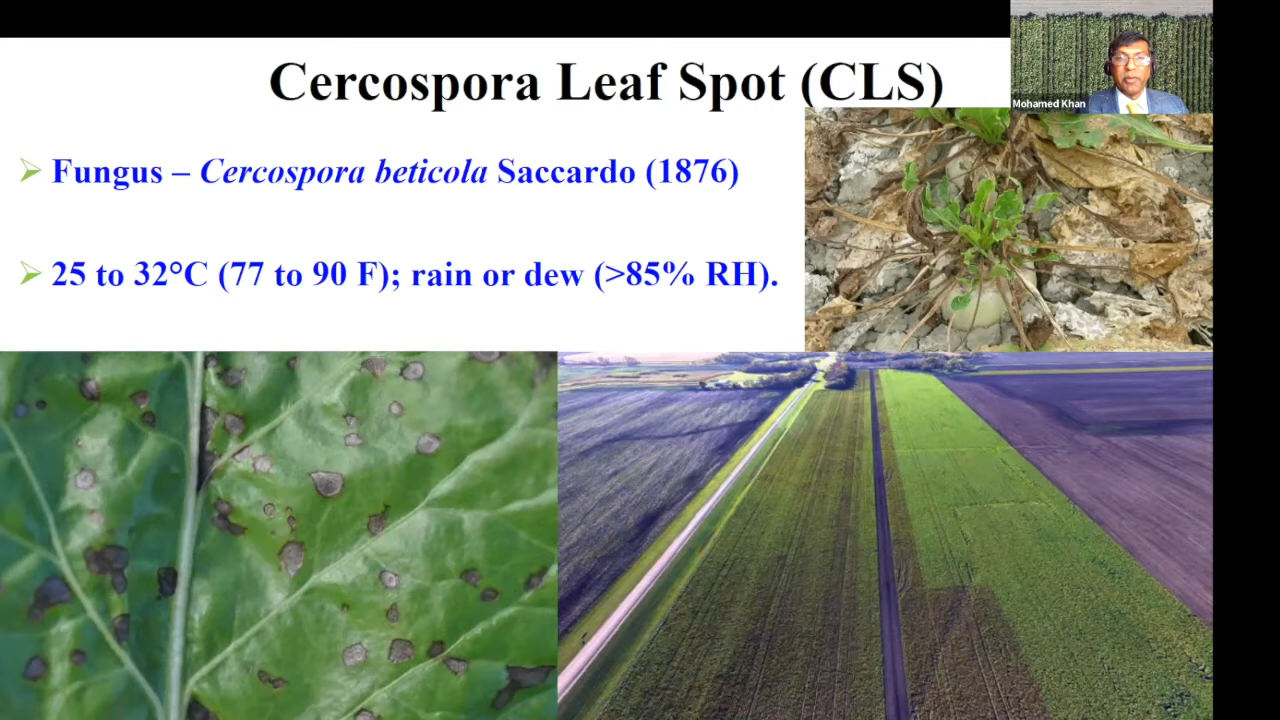 Cercospora Leaf Spot (CLS)
Mohamed Khan
Fungus – Cercospora beticola Saccardo (1876)
25 to 32°C (77 to 90 F); rain or dew (>85% RH).